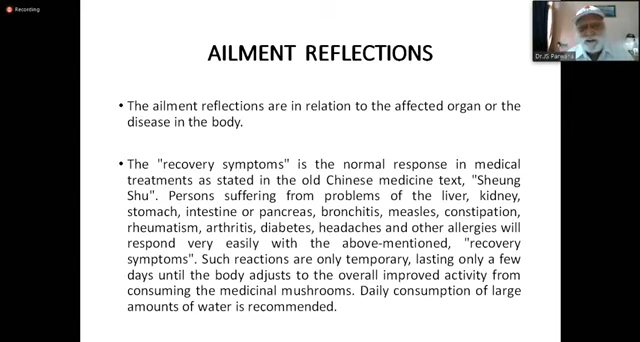 Recording
AILMENT REFLECTIONS
• The ailment reflections are in relation to the affected organ or the
disease in the body.
• The "recovery symptoms" is the normal response in medical
treatments as stated in the old Chinese medicine text, "Sheung
Shu". Persons suffering from problems of the liver, kidney,
stomach, intestine or pancreas, bronchitis, measles, constipation,
rheumatism, arthritis, diabetes, headaches and other allergies will
respond very easily with the above-mentioned, "recovery
symptoms". Such reactions are only temporary, lasting only a few
days until the body adjusts to the overall improved activity from
consuming the medicinal mushrooms. Daily consumption of large
amounts of water is recommended.
Dr.JS Parwana